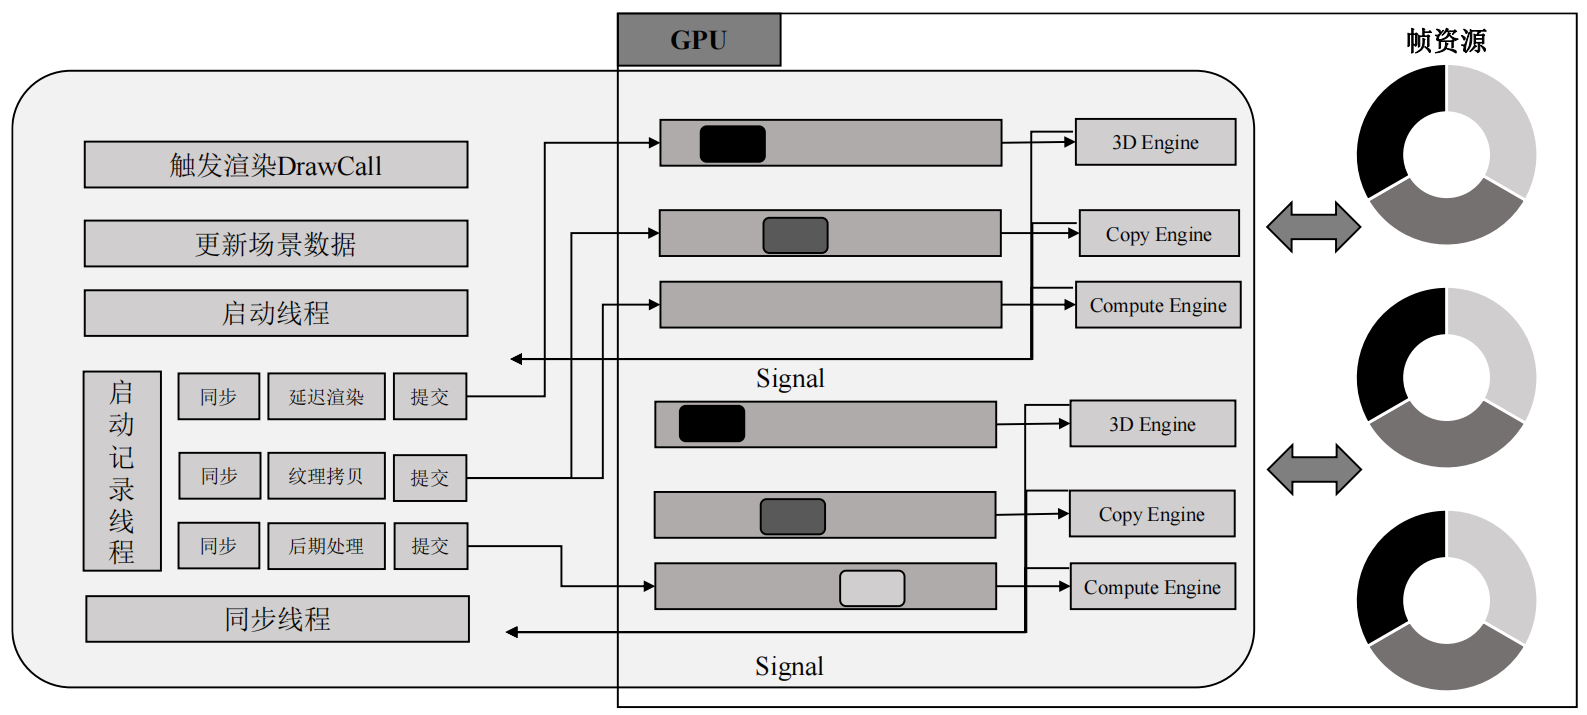 GPU
帧资源
触发渲染DrawCall
更新场景数据
启动线程
启动记录线程
同步 延迟渲染 提交
同步 纹理拷贝 提交
同步 后期处理 提交
同步线程
3D Engine
Copy Engine
Compute Engine
Signal
3D Engine
Copy Engine
Compute Engine
Signal